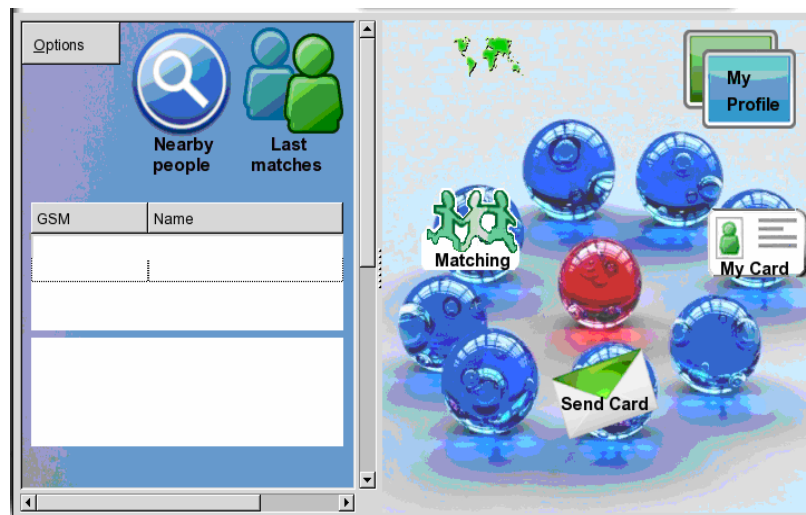 Options
Nearby
people
Last
matches
GSM
Name
My
Profile
Matching
My Card
Send Card